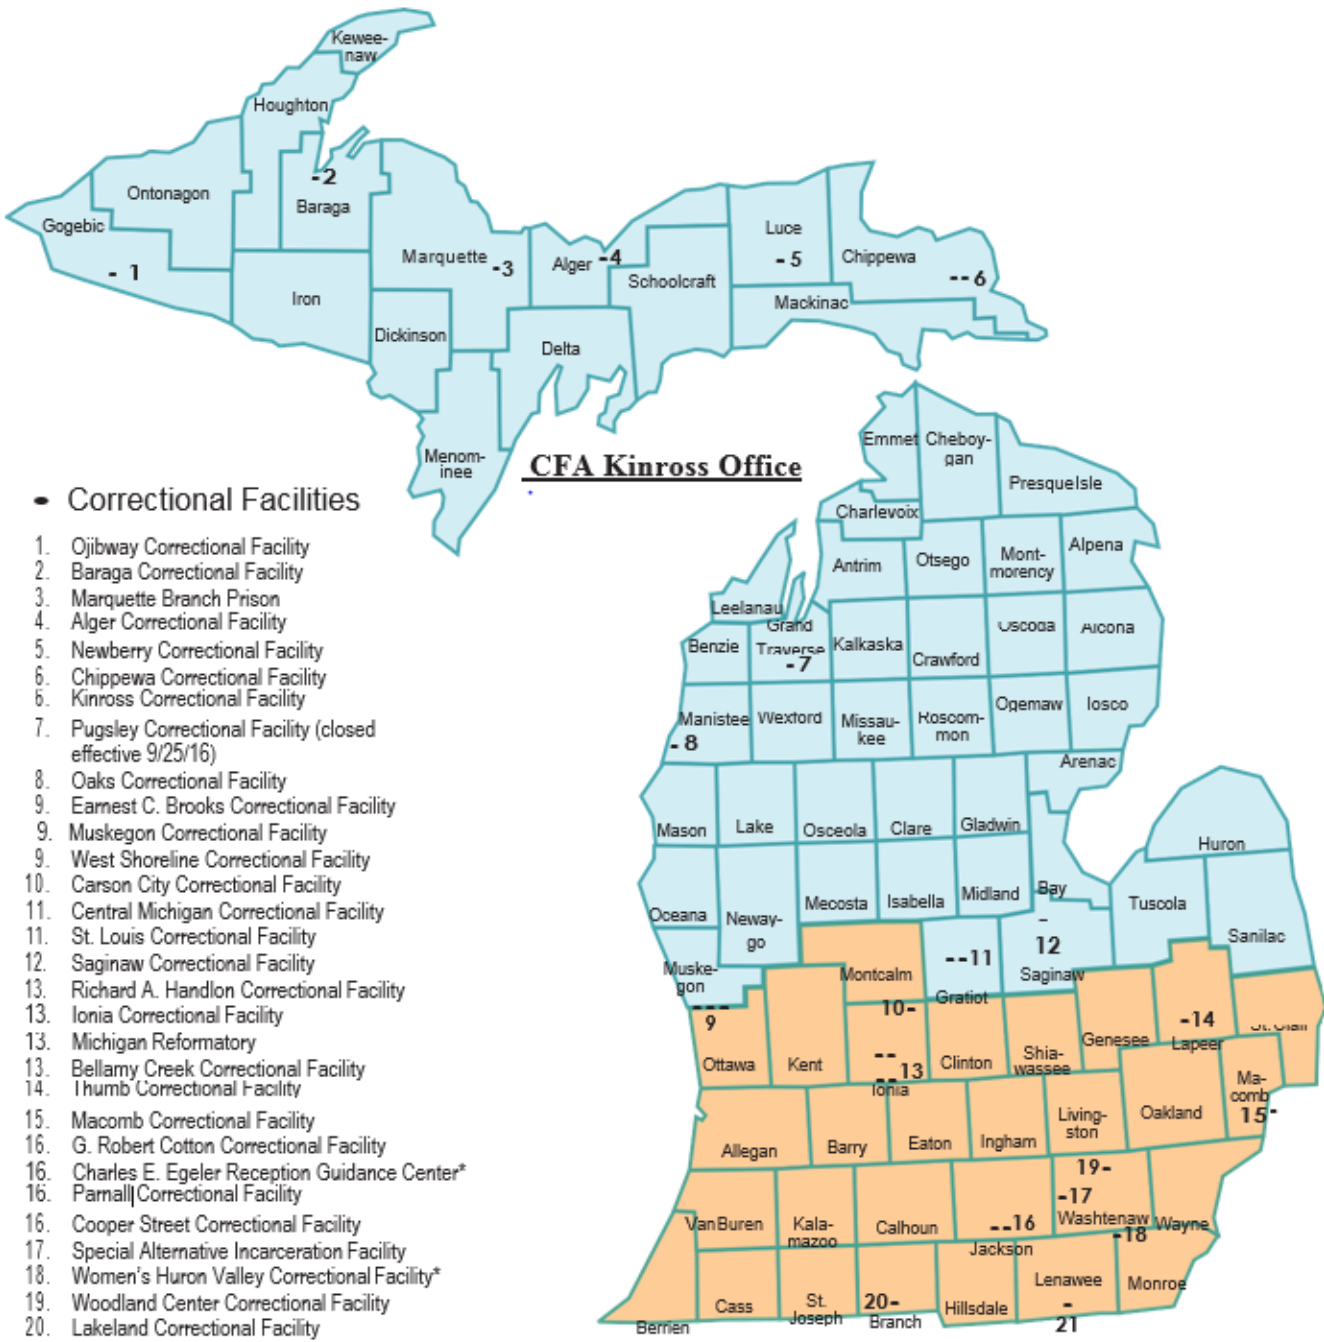 Kewee-
naw
Houghton
-2
Baraga
Ontonagon
Gogebic
- 1
Marquette
-3
Alger
-4
Luce
- 5
Chippewa
--6
Schoolcraft
Mackinac
Iron
Dickinson
Delta
Menom-
inee
CFA Kinross Office
Emmet
Cheboy-
gan
PresqueIsle
Charlevoix
Antrim
Otsego
Mont-
morency
Alpena
Leelanau
Grand
Traverse
-7
Benzie
Kalkaska
Crawford
Oscoda
Alcona
Manistee
- 8
Wexford
Missau-
kee
Roscom-
mon
Ogemaw
Iosco
Arenac
Mason
Lake
Osceola
Clare
Gladwin
Huron
Oceana
Neway-
go
Mecosta
Isabella
Midland
Bay
Tuscola
Sanilac
Muske-
gon
---
9
Montcalm
--11
Gratiot
-
12
Saginaw
10-
Ottawa
Kent
--
--13
Ionia
Clinton
Shia-
wassee
Genesee
-14
Lapeer
St. Clair
Allegan
Barry
Eaton
Ingham
Living-
ston
Oakland
Ma-
comb
15-
VanBuren
Kala-
mazoo
Calhoun
--16
Jackson
19-
-17
Washtenaw
Wayne
-18
Berrien
Cass
St.
Joseph
20-
Branch
Hillsdale
Lenawee
-
21
Monroe
- Correctional Facilities
1. Ojibway Correctional Facility
2. Baraga Correctional Facility
3. Marquette Branch Prison
4. Alger Correctional Facility
5. Newberry Correctional Facility
6. Chippewa Correctional Facility
6. Kinross Correctional Facility
7. Pugsley Correctional Facility (closed
effective 9/25/16)
8. Oaks Correctional Facility
9. Earnest C. Brooks Correctional Facility
9. Muskegon Correctional Facility
9. West Shoreline Correctional Facility
10. Carson City Correctional Facility
11. Central Michigan Correctional Facility
11. St. Louis Correctional Facility
12. Saginaw Correctional Facility
13. Richard A. Handlon Correctional Facility
13. Ionia Correctional Facility
13. Michigan Reformatory
13. Bellamy Creek Correctional Facility
14. Thumb Correctional Facility
15. Macomb Correctional Facility
16. G. Robert Cotton Correctional Facility
16. Charles E. Egeler Reception Guidance Center*
16. Parnall Correctional Facility
16. Cooper Street Correctional Facility
17. Special Alternative Incarceration Facility
18. Women's Huron Valley Correctional Facility*
19. Woodland Center Correctional Facility
20. Lakeland Correctional Facility